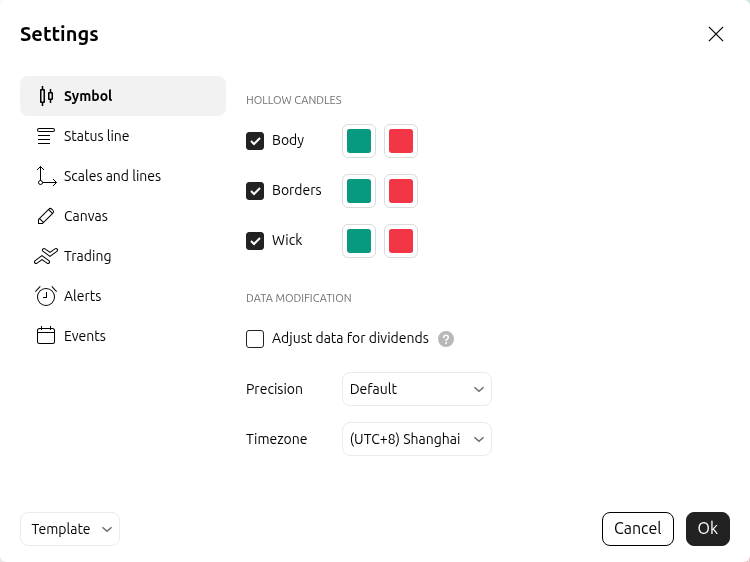 Settings
Symbol
Status line
Scales and lines
Canvas
Trading
Alerts
Events
HOLLOW CANDLES
Body
Borders
Wick
DATA MODIFICATION
Adjust data for dividends ?
Precision Default
Timezone (UTC+8) Shanghai
Template Cancel Ok